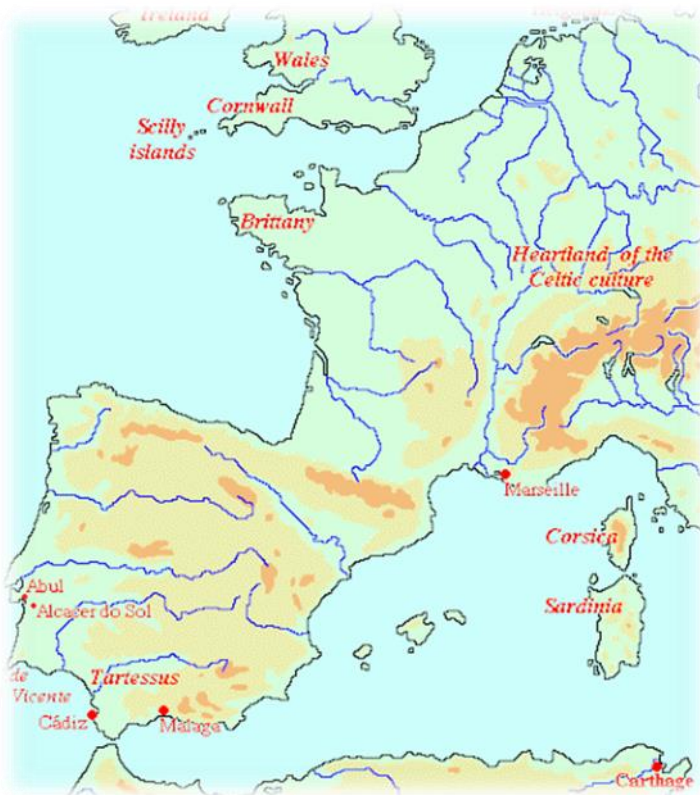 Ireland
Wales
Cornwall
Scilly
islands
Brittany
Heartland of the
Celtic culture
Marseille
Corsica
Sardinia
Abul
Alcacer do Sol
Tartessus
de
Vicente
Cádiz
Malaga
Carthage